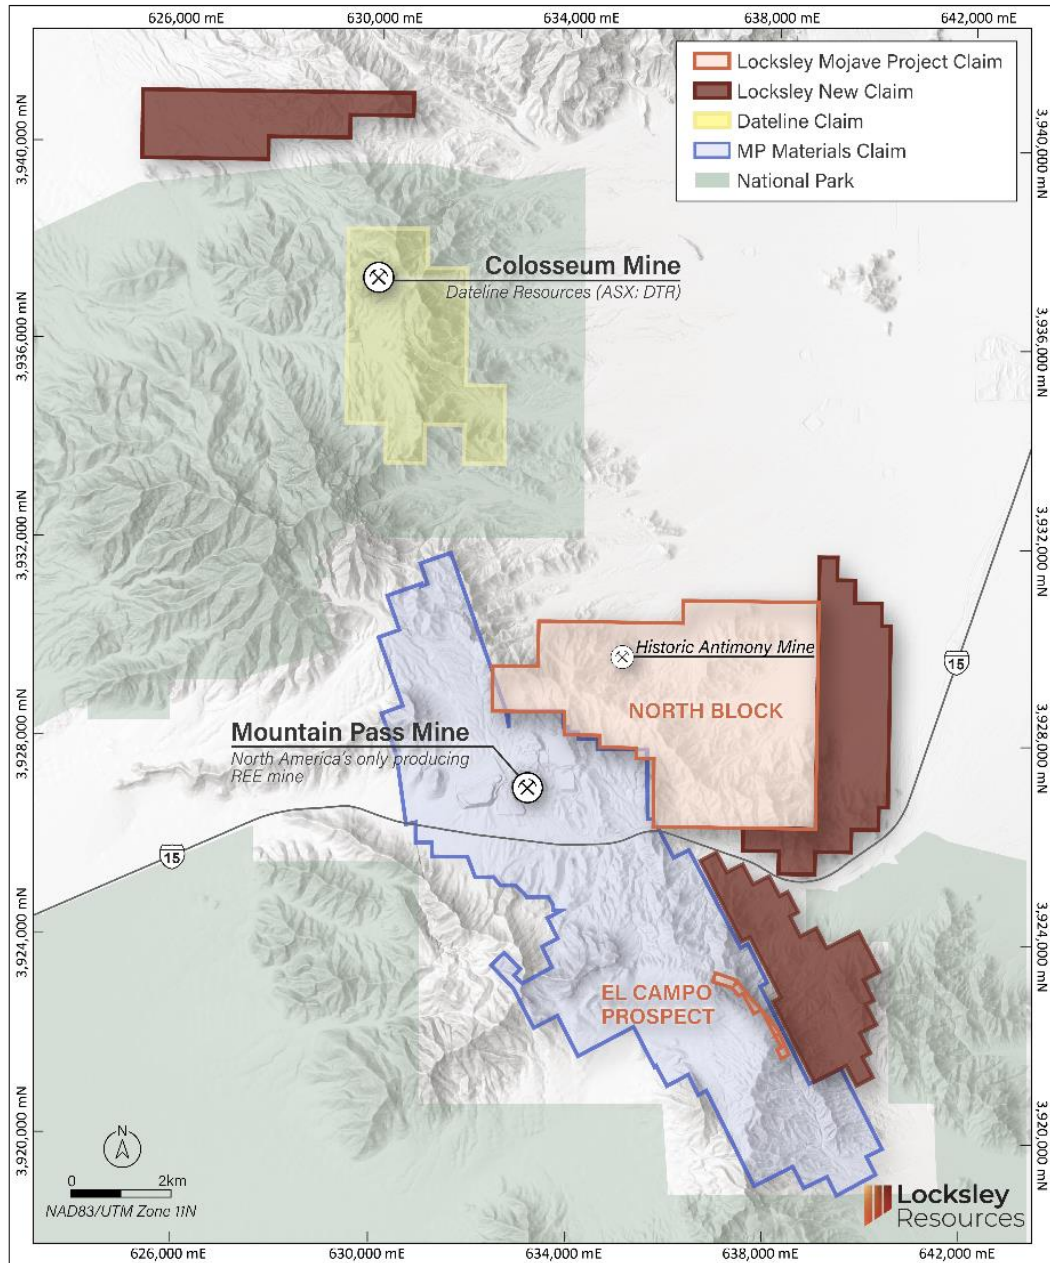 626,000 mE
630,000 mE
634,000 mE
638,000 mE
642,000 mE
Locksley Mojave Project Claim
Locksley New Claim
Dateline Claim
MP Materials Claim
National Park
3,940,000 mN
3,940,000 mN
Colosseum Mine
Dateline Resources (ASX: DTR)
3,936,000 mN
3,936,000 mN
3,932,000 mN
3,932,000 mN
Historic Antimony Mine
15
NORTH BLOCK
Mountain Pass Mine
North America's only producing
REE mine
3,928,000 mN
3,928,000 mN
15
3,924,000 mN
3,924,000 mN
EL CAMPO
PROSPECT
3,920,000 mN
3,920,000 mN
N
0 2km
NAD83/UTM Zone 11N
Locksley
Resources
626,000 mE
630,000 mE
634,000 mE
638,000 mE
642,000 mE